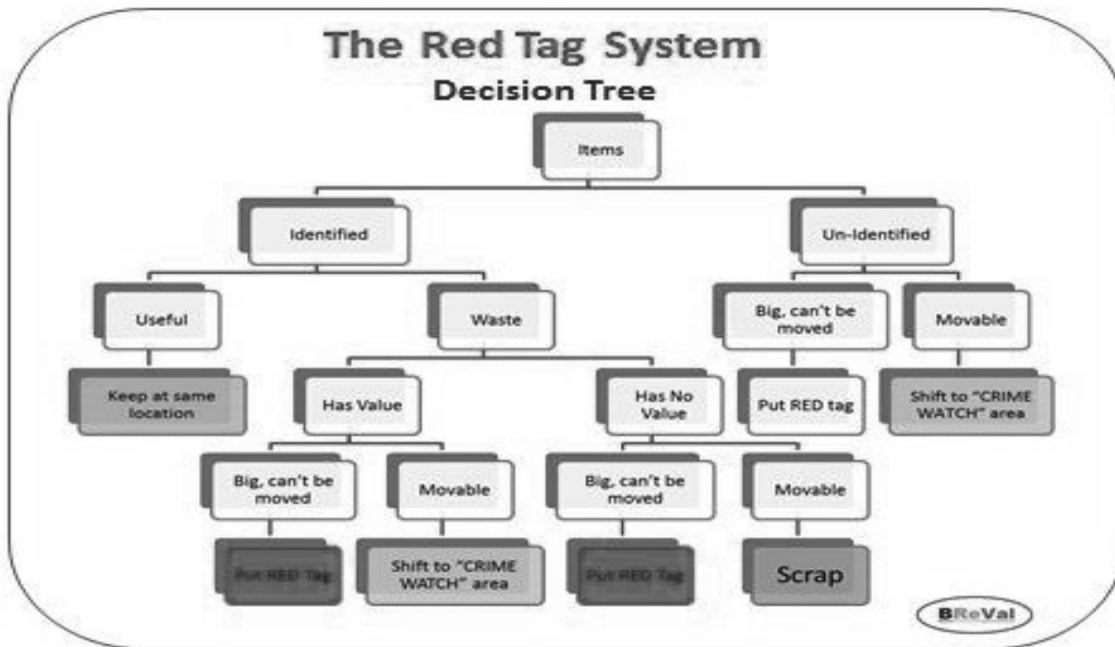 The Red Tag System
Decision Tree
Items
Identified
Un-Identified
Useful
Waste
Big, can't be
moved
Movable
Keep at same
location
Has Value
Has No
Value
Put RED tag
Shift to "CRIME
WATCH" area
Big, can't be
moved
Movable
Big, can't be
moved
Movable
Put RED Tag
Shift to "CRIME
WATCH" area
Put RED Tag
Scrap
BReVal